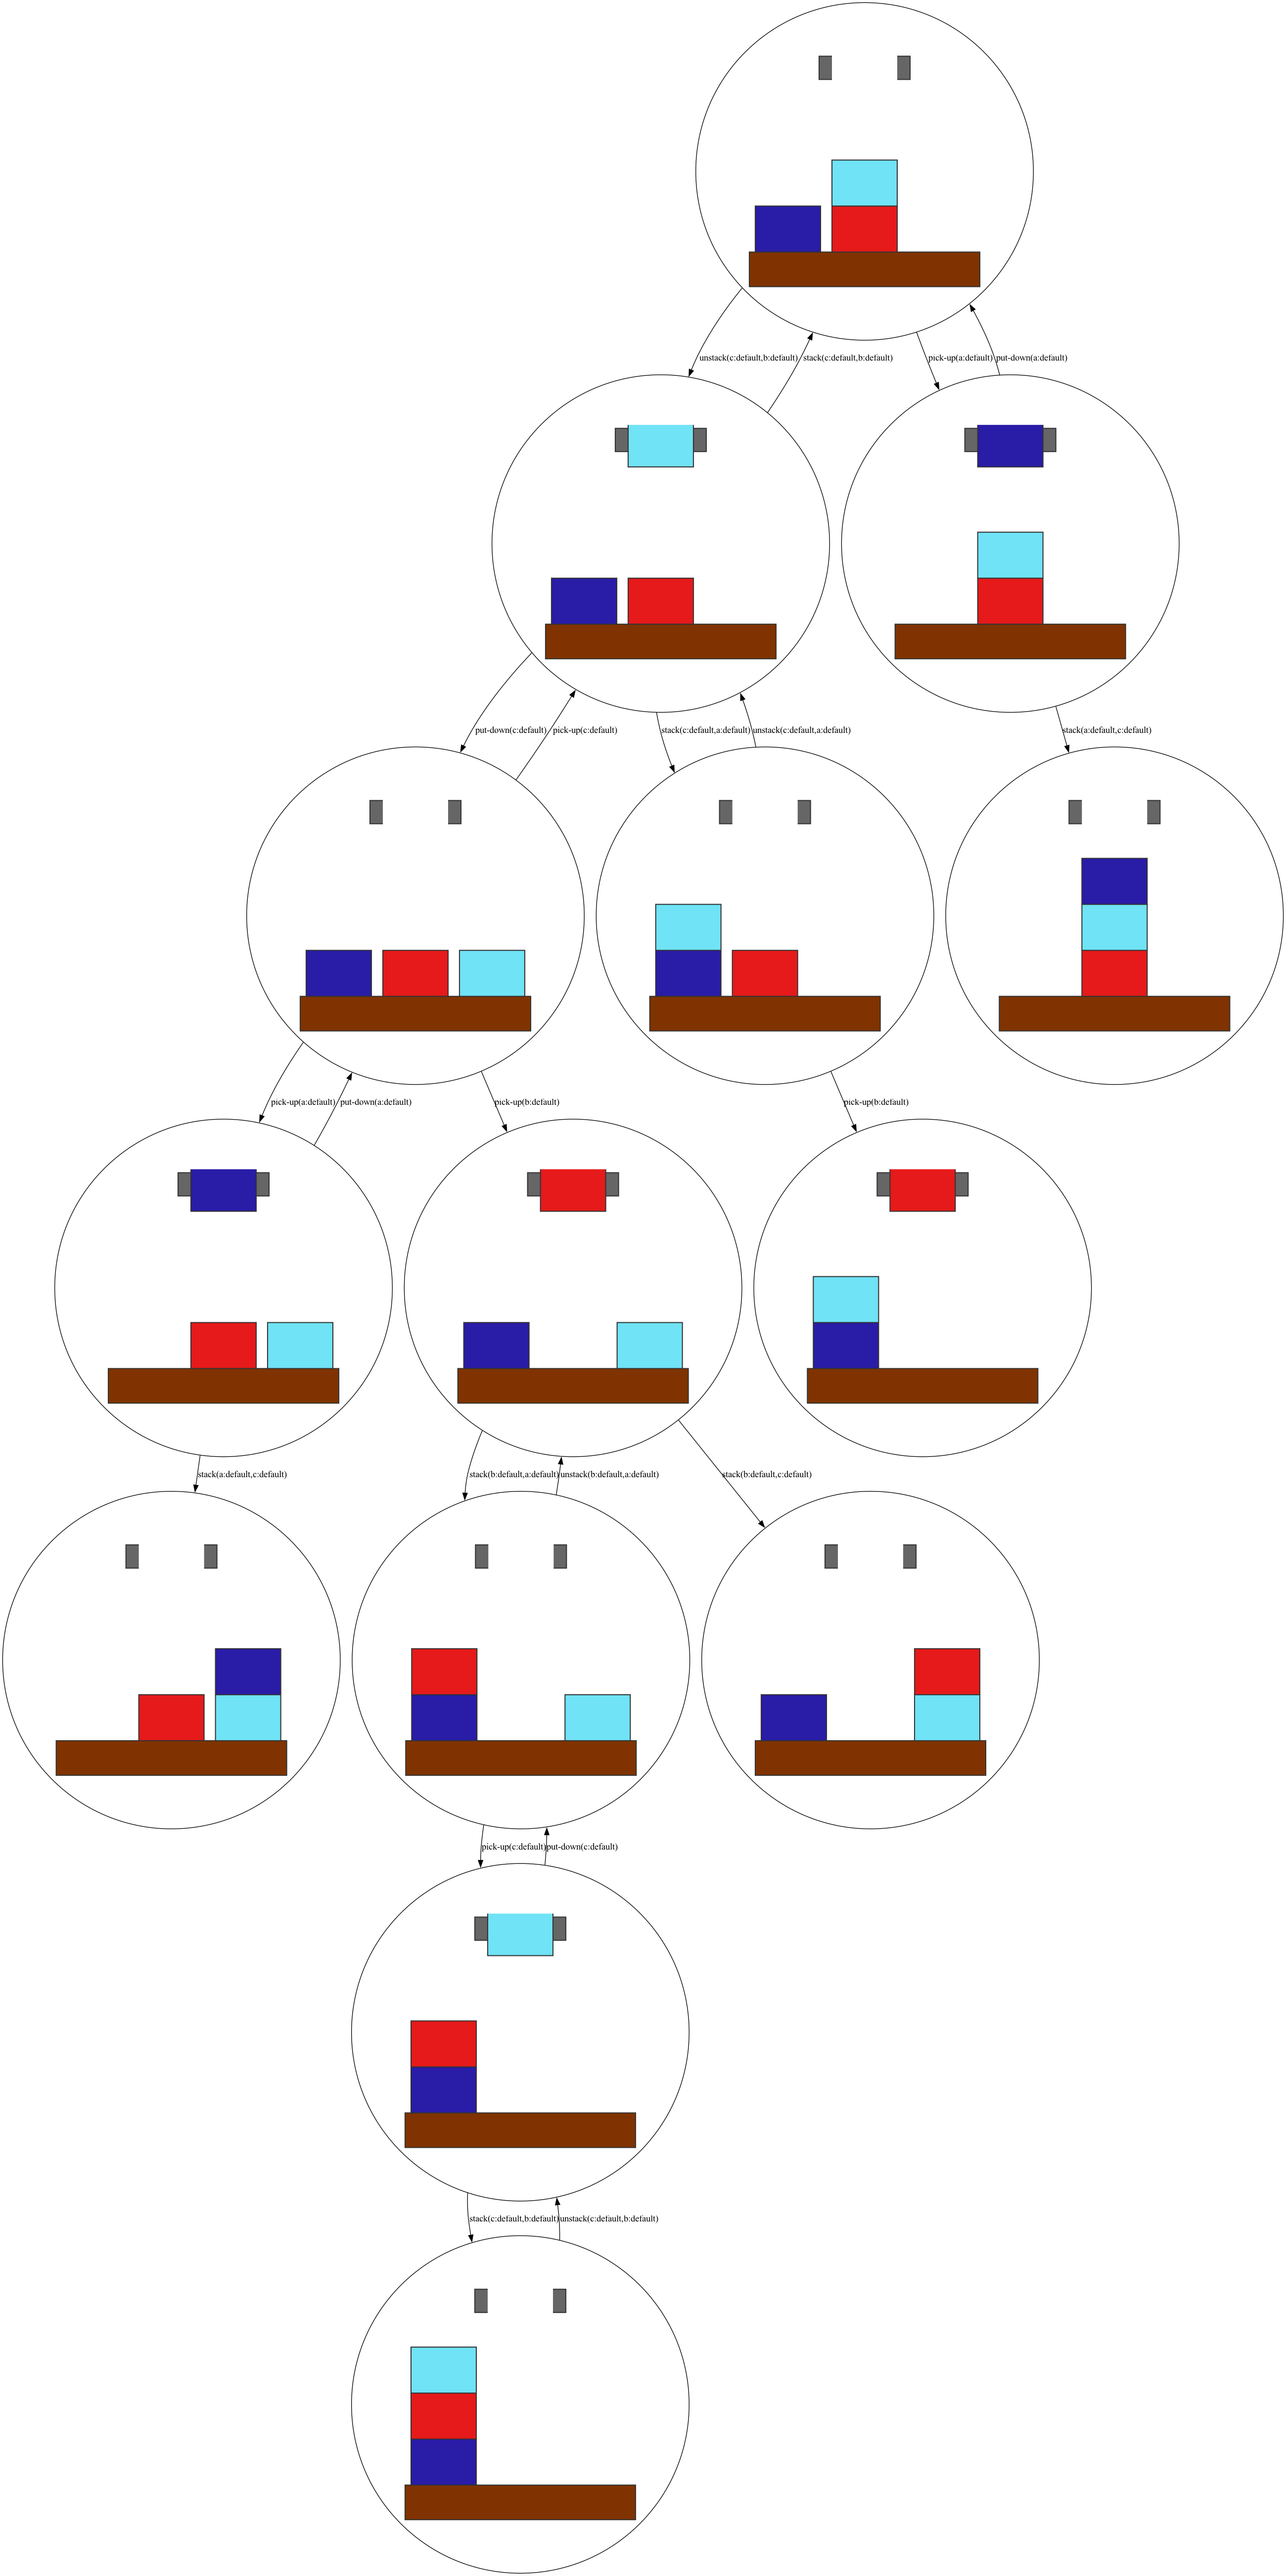 unstack(c:default,b:default)
stack(c:default,b:default)
pick-up(a:default)
put-down(a:default)
put-down(c:default)
pick-up(c:default)
stack(c:default,a:default)
unstack(c:default,a:default)
stack(a:default,c:default)
pick-up(a:default)
put-down(a:default)
pick-up(b:default)
pick-up(b:default)
stack(a:default,c:default)
stack(b:default,a:default)
unstack(b:default,a:default)
stack(b:default,c:default)
pick-up(c:default)
put-down(c:default)
stack(c:default,b:default)
unstack(c:default,b:default)